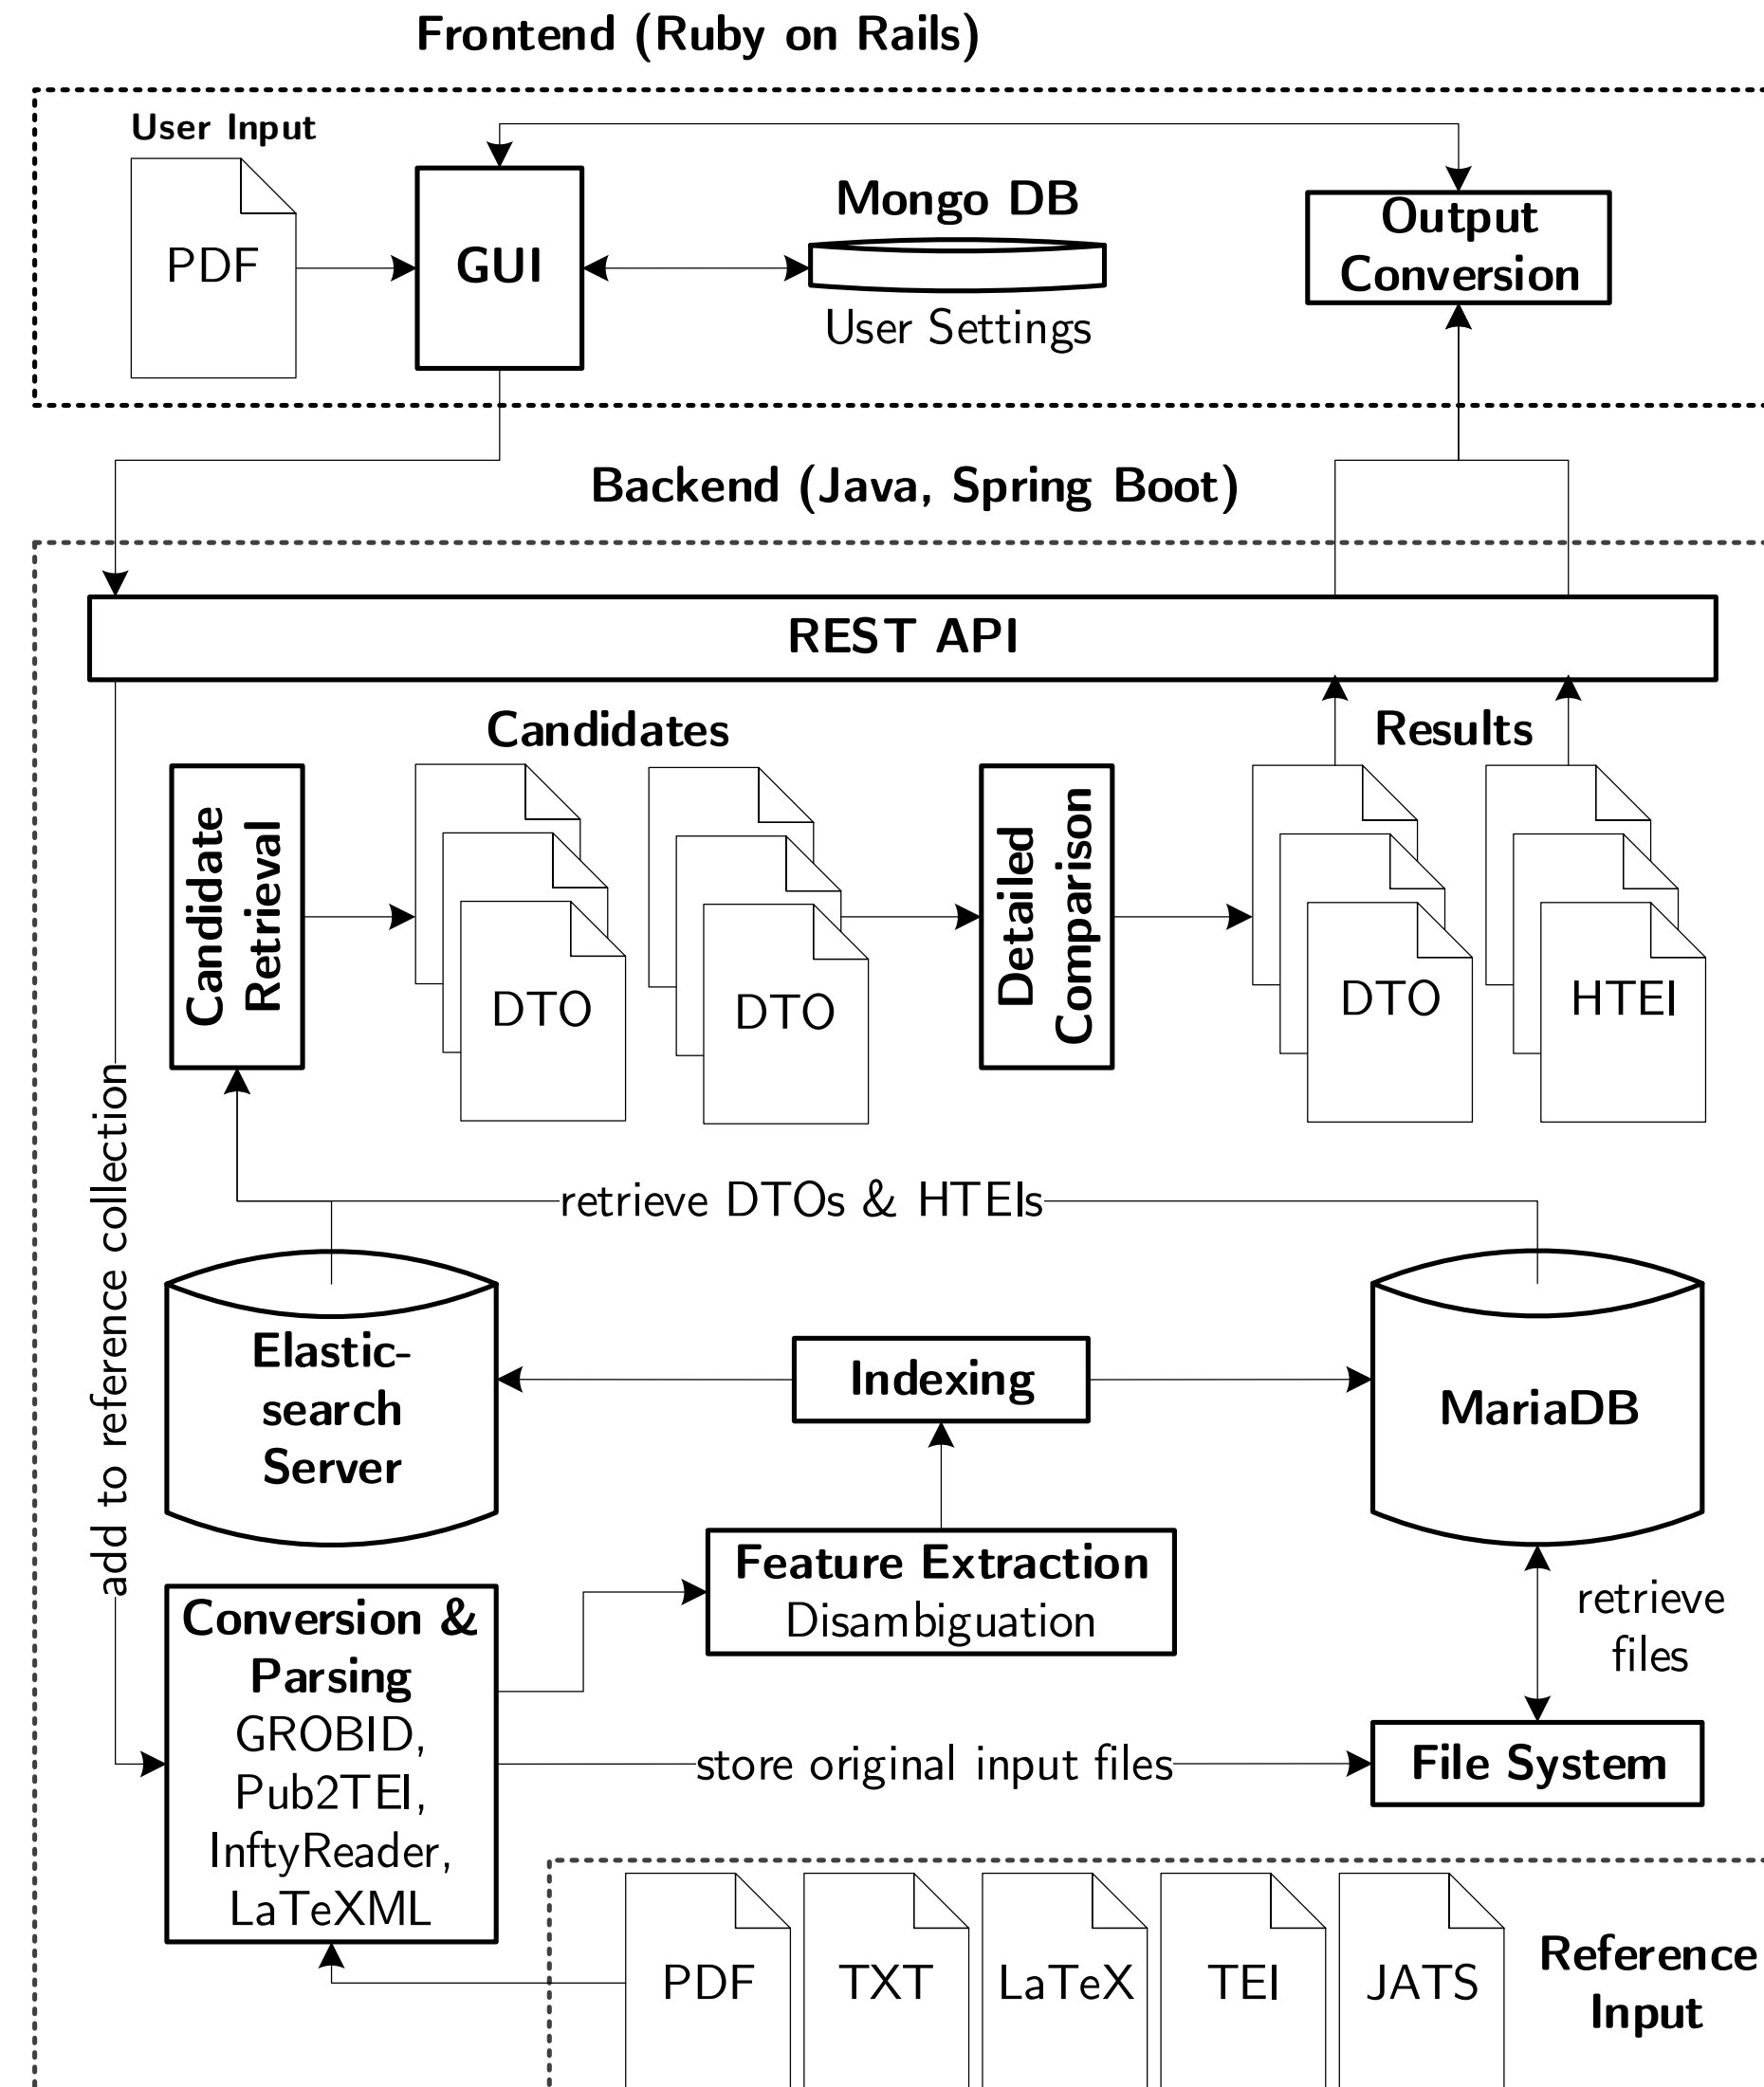 Frontend (Ruby on Rails)
User Input
PDF
GUI
Mongo DB
User Settings
Output
Conversion
Backend (Java, Spring Boot)
REST API
Candidates
Results
Candidate
Retrieval
DTO
DTO
Detailed
Comparison
DTO
HTEI
add to reference collection
retrieve DTOs & HTEIs
Elastic-
search
Server
Indexing
MariaDB
Feature Extraction
Disambiguation
retrieve
files
Conversion &
Parsing
GROBID,
Pub2TEI,
InftyReader,
LaTeXML
store original input files
File System
PDF
TXT
LaTeX
TEI
JATS
Reference
Input